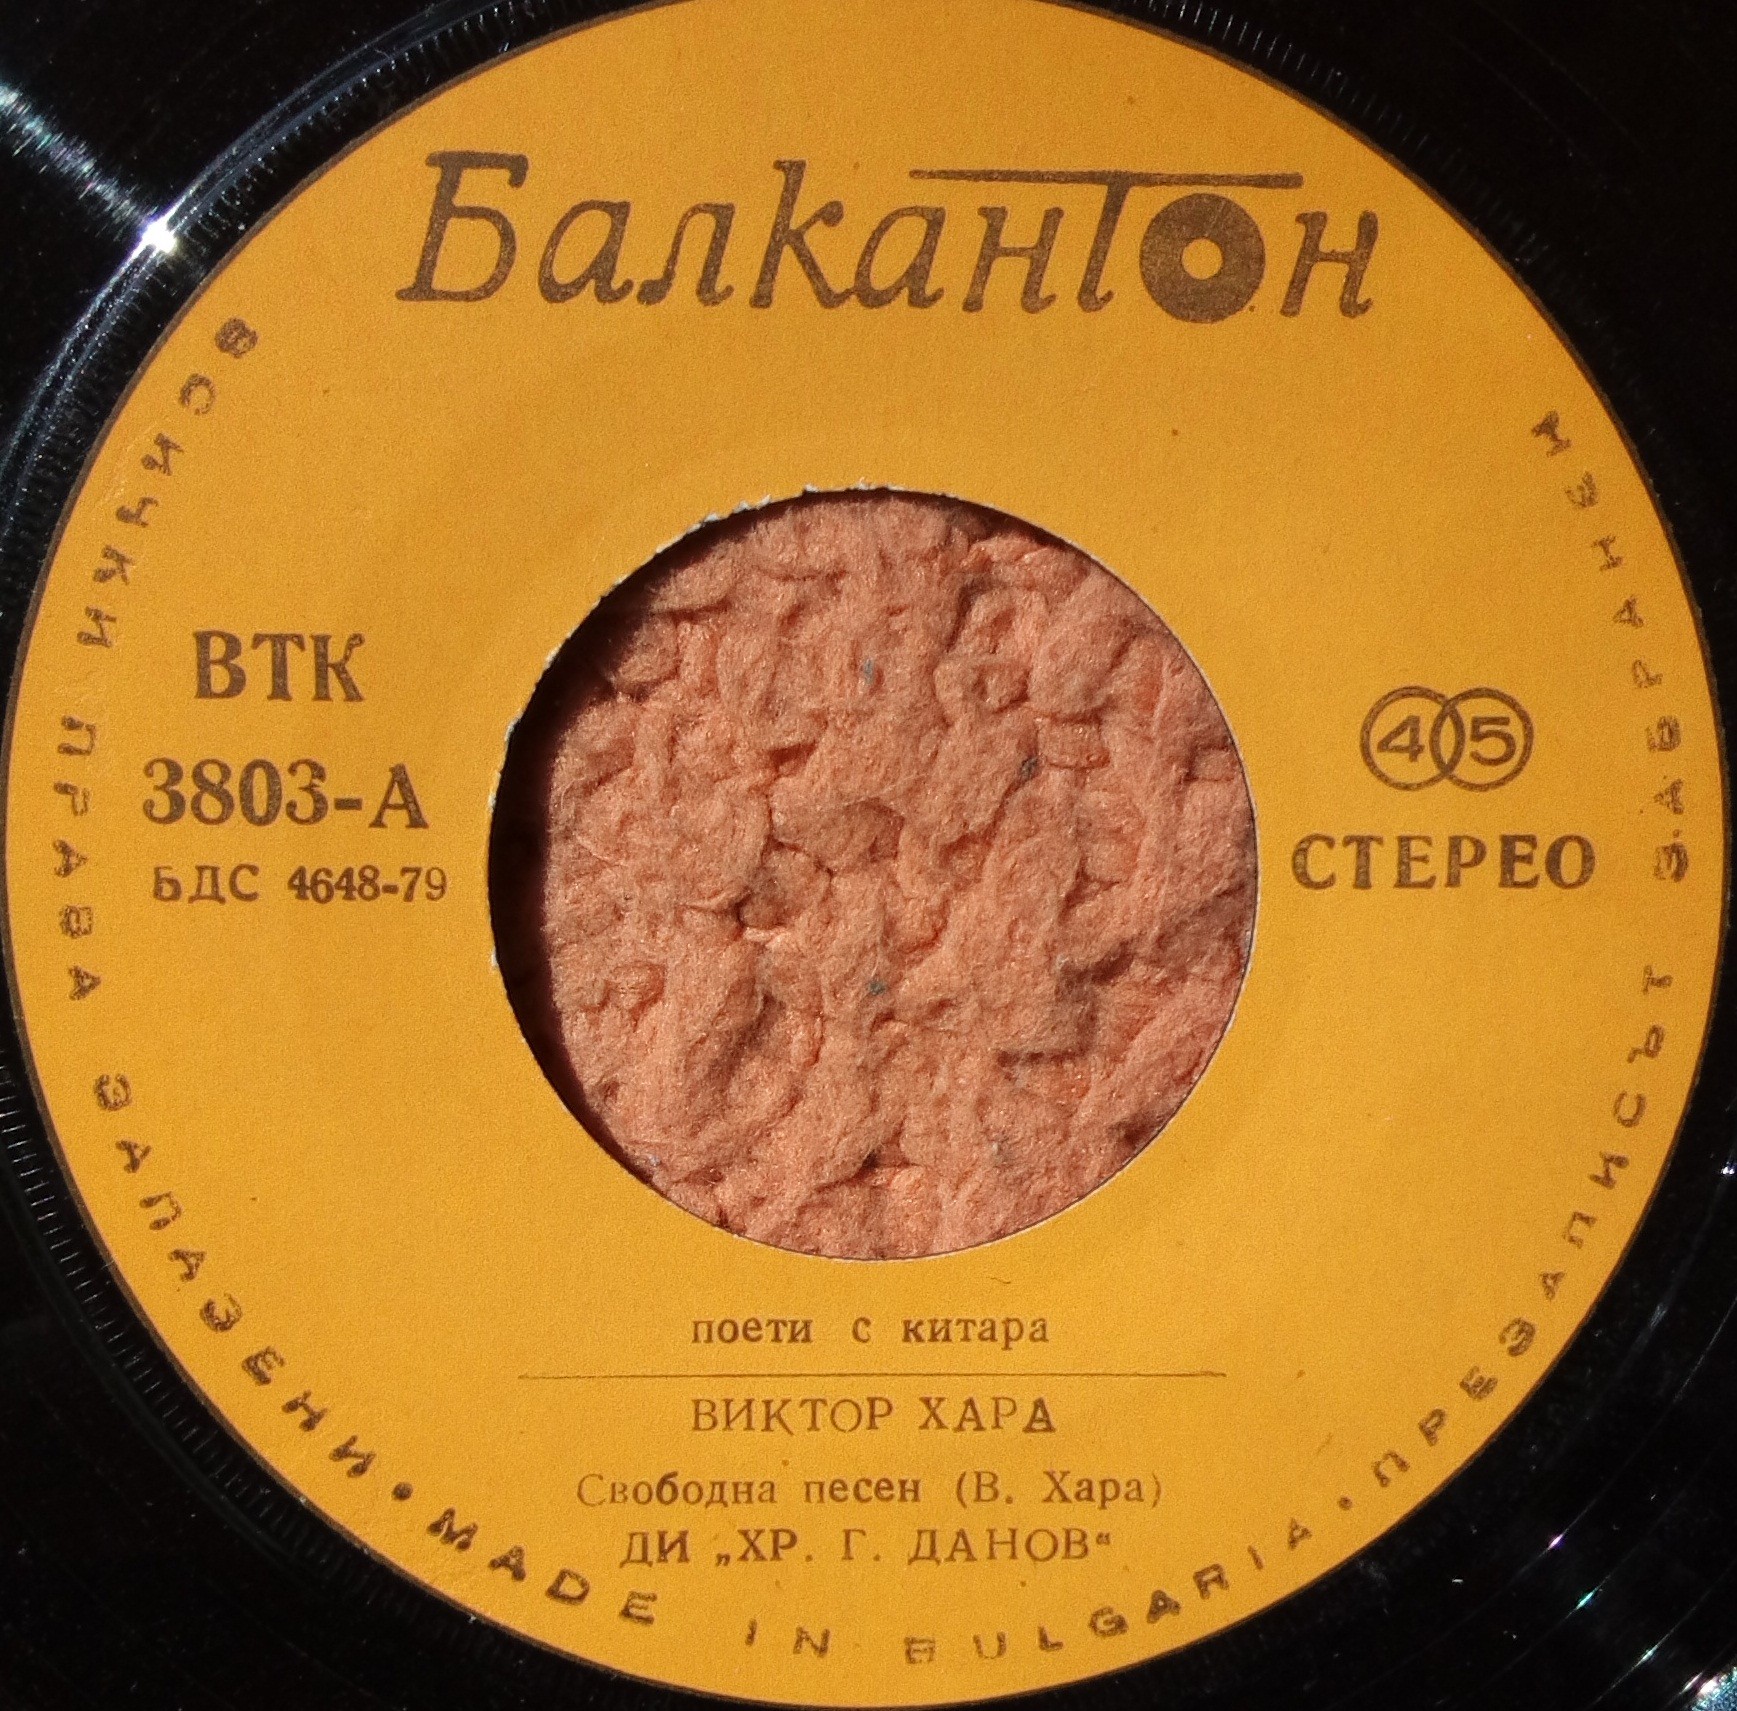 Балкантон
ВТК
3803-А
БДС 4648-79
45
СТЕРЕО
поети с китара
ВИКТОР ХАРА
Свободна песен (В. Хара)
ДИ „ХР. Г. ДАНОВ“
ВСИЧКИ ПРАВА ЗАПАЗЕНИ • MADE IN BULGARIA • ПРЕЗАПИСЪТ ЗАБРАНЕН